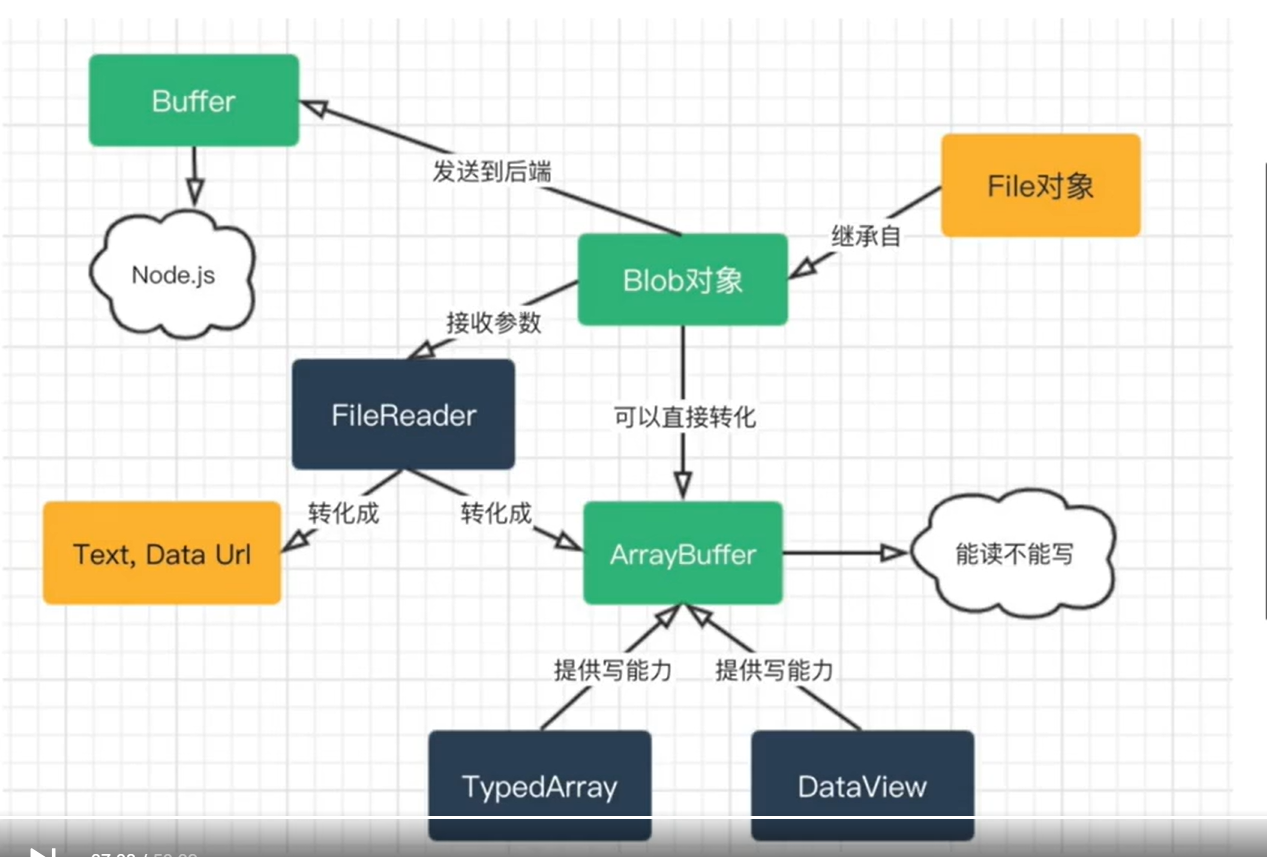 Buffer
发送到后端
File对象
继承自
Node.js
Blob对象
接收参数
FileReader
可以直接转化
转化成
转化成
Text, Data Url
ArrayBuffer
能读不能写
提供写能力
提供写能力
TypedArray
DataView